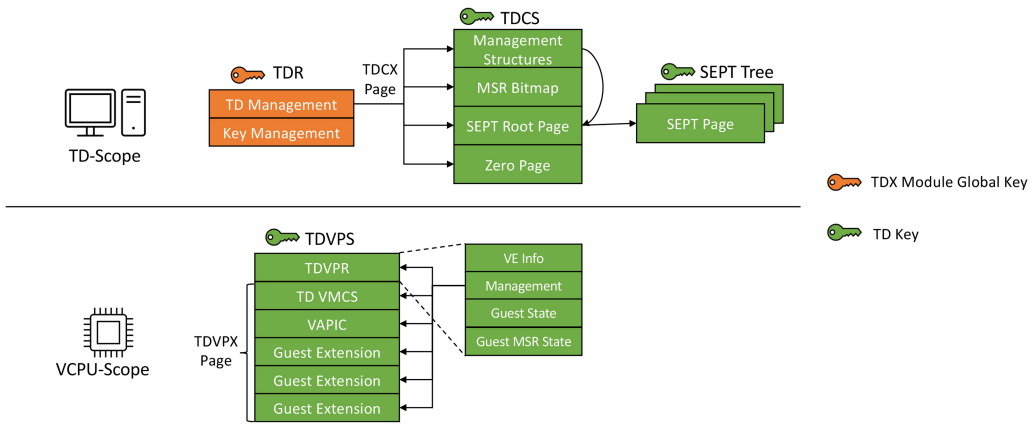 TDCS
Management
Structures
MSR Bitmap
SEPT Root Page
Zero Page
TDCX
Page
TDR
TD Management
Key Management
SEPT Tree
SEPT Page
TD-Scope
TDX Module Global Key
TD Key
TDVPS
TDVPR
TD VMCS
VAPIC
Guest Extension
Guest Extension
Guest Extension
TDVPX
Page
VE Info
Management
Guest State
Guest MSR State
VCPU-Scope